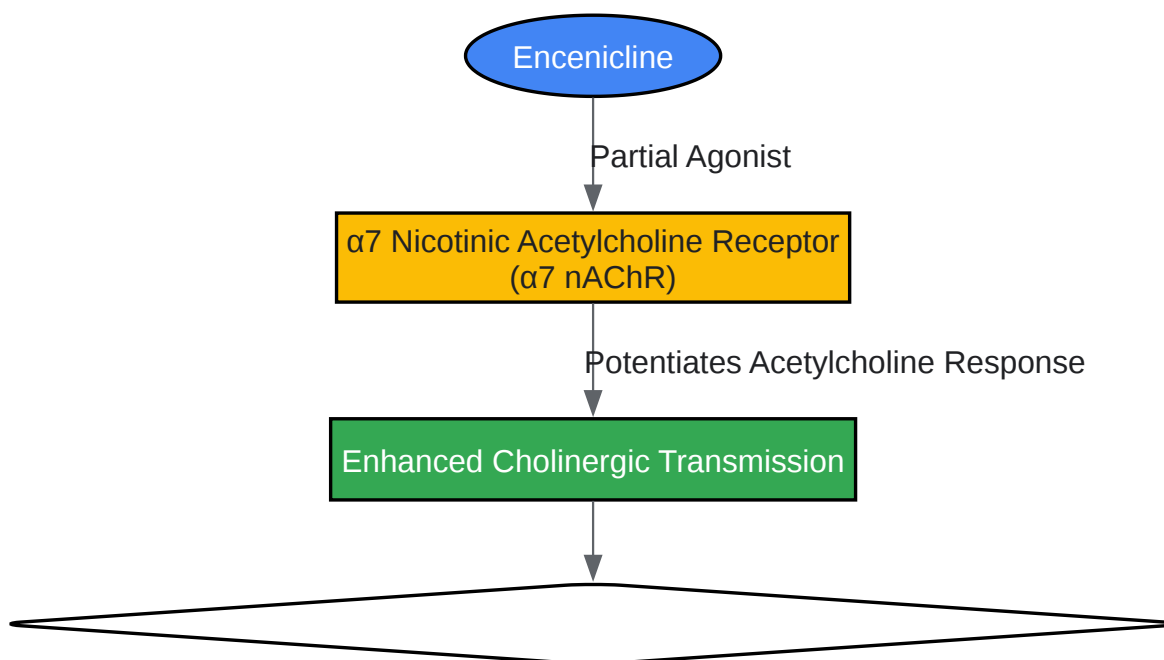 Encenicline
Partial Agonist
α7 Nicotinic Acetylcholine Receptor
(α7 nAChR)
Potentiates Acetylcholine Response
Enhanced Cholinergic Transmission